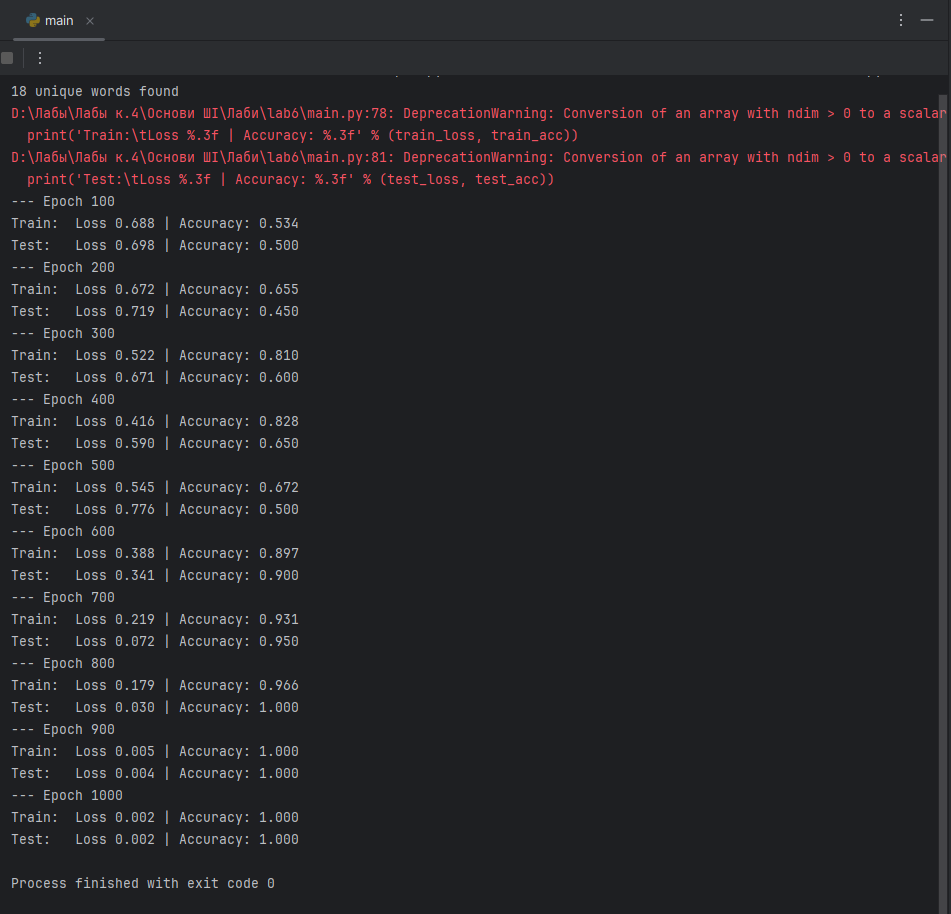 main
18 unique words found
D:\Лабы\Лабы к.4\Основи ШІ\Лаби\lab6\main.py:78: DeprecationWarning: Conversion of an array with ndim > 0 to a scalar
print('Train:\tLoss %.3f | Accuracy: %.3f' % (train_loss, train_acc))
D:\Лабы\Лабы к.4\Основи ШІ\Лаби\lab6\main.py:81: DeprecationWarning: Conversion of an array with ndim > 0 to a scalar
print('Test:\tLoss %.3f | Accuracy: %.3f' % (test_loss, test_acc))
--- Epoch 100
Train:  Loss 0.688 | Accuracy: 0.534
Test:   Loss 0.698 | Accuracy: 0.500
--- Epoch 200
Train:  Loss 0.672 | Accuracy: 0.655
Test:   Loss 0.719 | Accuracy: 0.450
--- Epoch 300
Train:  Loss 0.522 | Accuracy: 0.810
Test:   Loss 0.671 | Accuracy: 0.600
--- Epoch 400
Train:  Loss 0.416 | Accuracy: 0.828
Test:   Loss 0.590 | Accuracy: 0.650
--- Epoch 500
Train:  Loss 0.545 | Accuracy: 0.672
Test:   Loss 0.776 | Accuracy: 0.500
--- Epoch 600
Train:  Loss 0.388 | Accuracy: 0.897
Test:   Loss 0.341 | Accuracy: 0.900
--- Epoch 700
Train:  Loss 0.219 | Accuracy: 0.931
Test:   Loss 0.072 | Accuracy: 0.950
--- Epoch 800
Train:  Loss 0.179 | Accuracy: 0.966
Test:   Loss 0.030 | Accuracy: 1.000
--- Epoch 900
Train:  Loss 0.005 | Accuracy: 1.000
Test:   Loss 0.004 | Accuracy: 1.000
--- Epoch 1000
Train:  Loss 0.002 | Accuracy: 1.000
Test:   Loss 0.002 | Accuracy: 1.000
Process finished with exit code 0